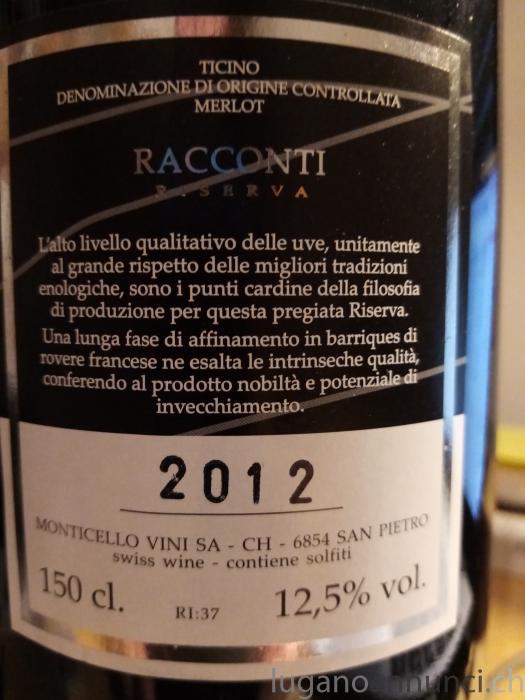 TICINO
DENOMINAZIONE DI ORIGINE CONTROLLATA
MERLOT
RACCONTI
RISERVA
L'alto livello qualitativo delle uve, unitamente
al grande rispetto delle migliori tradizioni
enologiche, sono i punti cardine della filosofia
di produzione per questa pregiata Riserva.
Una lunga fase di affinamento in barriques di
rovere francese ne esalta le intrinseche qualità,
conferendo al prodotto nobiltà e potenziale di
invecchiamento.
2012
MONTICELLO VINI SA - CH - 6854 SAN PIETRO
swiss wine - contiene solfiti
150 cl. RI:37 12,5% vol.
lugano-annunci.ch